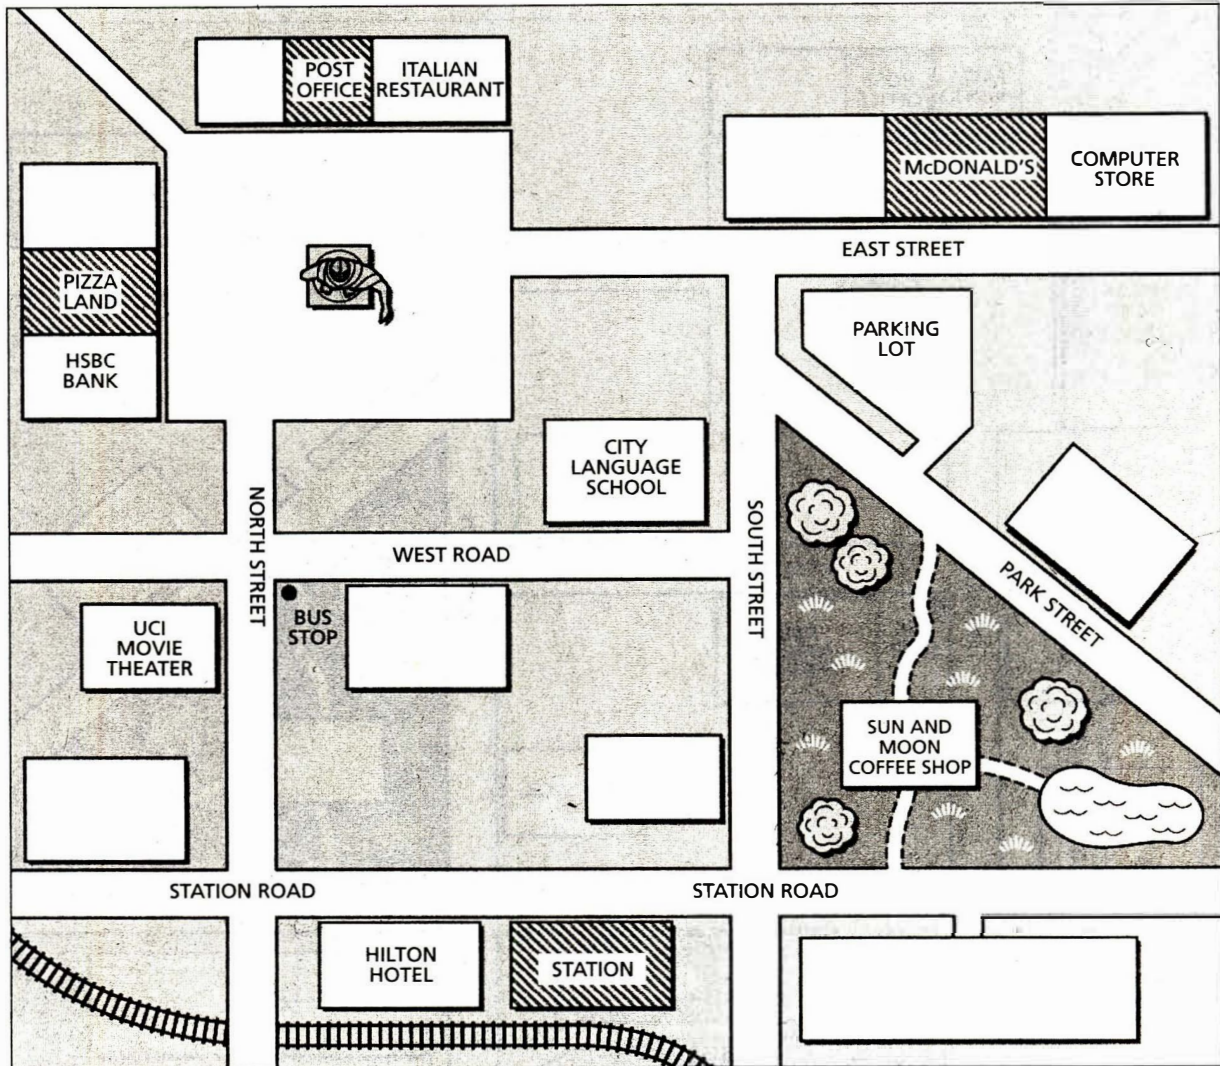 POST
OFFICE
ITALIAN
RESTAURANT
McDONALD'S
COMPUTER
STORE
EAST STREET
PIZZA
LAND
HSBC
BANK
PARKING
LOT
CITY
LANGUAGE
SCHOOL
NORTH STREET
WEST ROAD
SOUTH STREET
PARK STREET
BUS
STOP
UCI
MOVIE
THEATER
SUN AND
MOON
COFFEE SHOP
STATION ROAD
STATION ROAD
HILTON
HOTEL
STATION